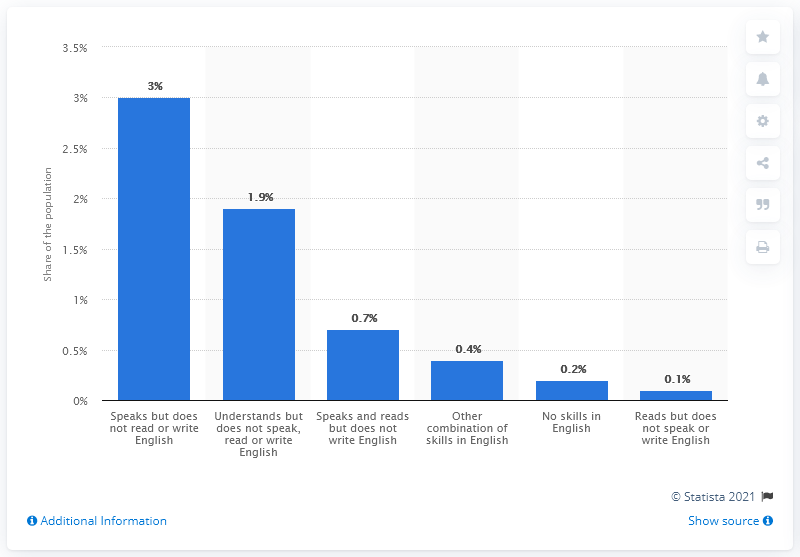 3.5%
3%
2.5%
2%
1.5%
1%
0.5%
0%
Share of the population
3%
1.9%
0.7%
0.4%
0.2%
0.1%
Speaks but does
not read or write
English
Understands but
does not speak,
read or write
English
Speaks and reads
but does not
write English
Other
combination of
skills in English
No skills in
English
Reads but does
not speak or
write English
© Statista 2021
Additional Information
Show source